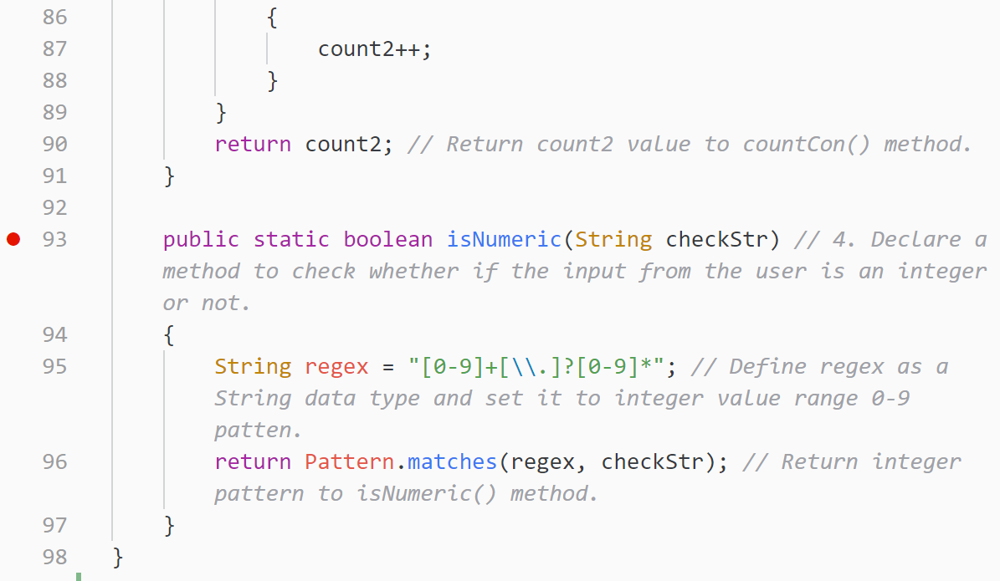 86 {
87 count2++;
88 }
89 }
90 return count2; // Return count2 value to countCon() method.
91 }
92
93 public static boolean isNumeric(String checkStr) // 4. Declare a
method to check whether if the input from the user is an integer
or not.
94 {
95 String regex = "[0-9]+[\\.]?[0-9]*"; // Define regex as a
String data type and set it to integer value range 0-9
patten.
96 return Pattern.matches(regex, checkStr); // Return integer
pattern to isNumeric() method.
97 }
98 }